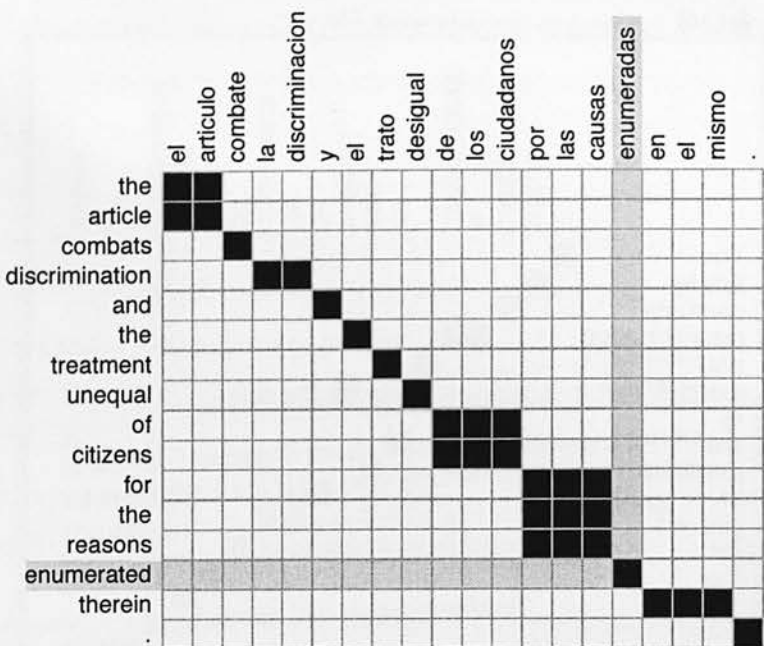 el
articulo
combate
la
discriminacion
y
el
trato
desigual
de
los
ciudadanos
por
las
causas
enumeradas
en
el
mismo
.
the
article
combats
discrimination
and
the
treatment
unequal
of
citizens
for
the
reasons
enumerated
therein
.